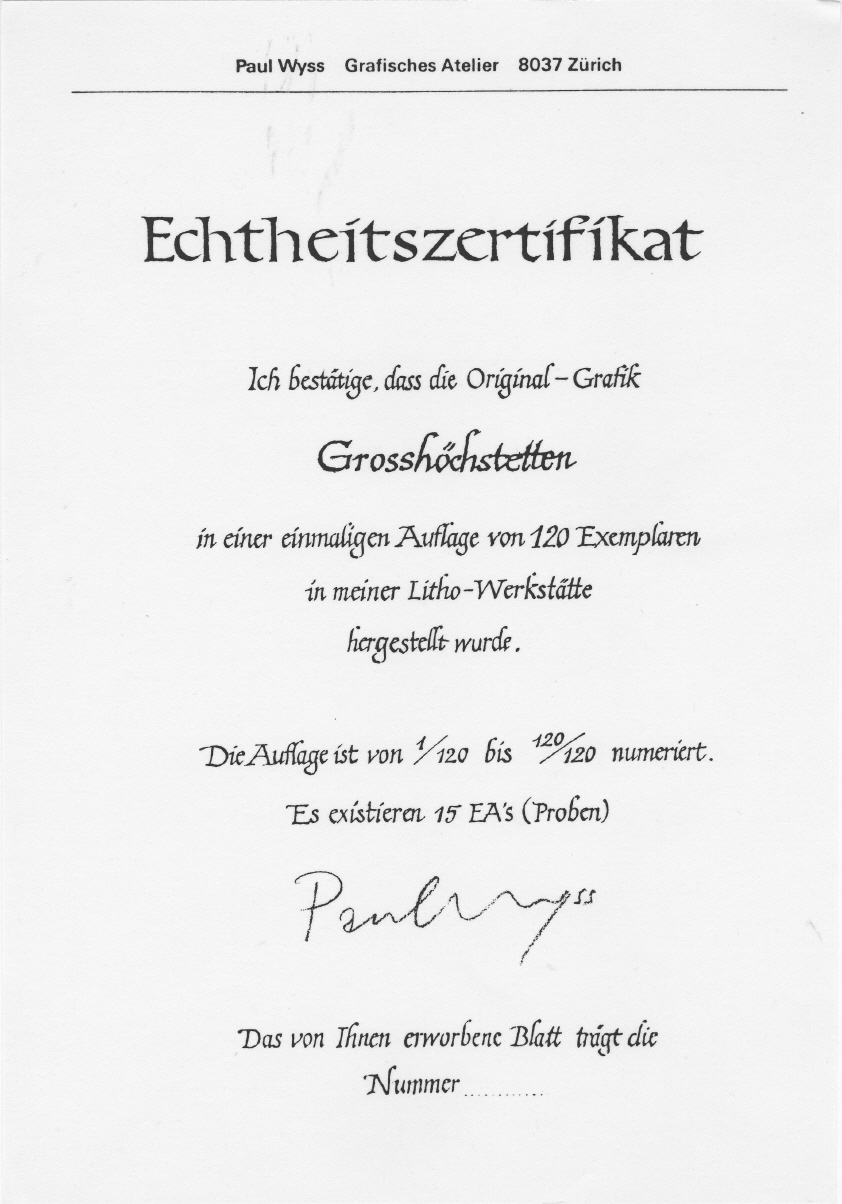 Paul Wyss Grafisches Atelier 8037 Zürich
Echtheitszertifikat
Ich bestätige, dass die Original-Grafik
Grosshöchstetten
in einer einmaligen Auflage von 120 Exemplaren
in meiner Litho-Werkstätte
hergestellt wurde.
Die Auflage ist von 1/120 bis 120/120 numeriert.
Es existieren 15 EA's (Proben)
Paul Wyss
Das von Ihnen erworbene Blatt trägt die
Nummer ............